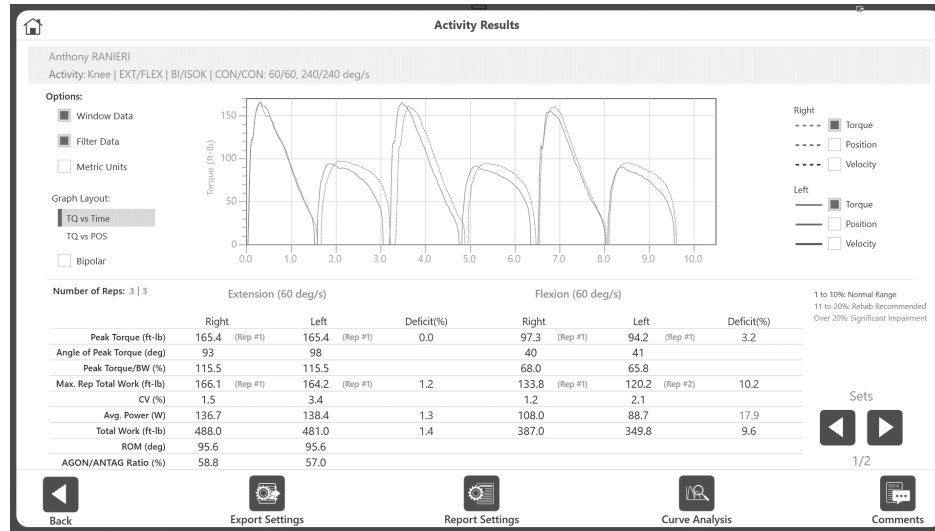 Activity Results
Anthony RANIERI
Activity: Knee | EXT/FLEX | BI/ISOK | CON/CON: 60/60, 240/240 deg/s
Options:
Window Data
Filter Data
Metric Units
Graph Layout:
TQ vs Time
TQ vs POS
Bipolar
Torque (ft-lb)
150
100
50
0
0.0 1.0 2.0 3.0 4.0 5.0 6.0 7.0 8.0 9.0 10.0
Right
Torque
Position
Velocity
Left
Torque
Position
Velocity
Number of Reps: 3 | 3 Extension (60 deg/s) Flexion (60 deg/s)
1 to 10%: Normal Range
11 to 20%: Rehab Recommended
Over 20%: Significant Impairment
Right Left Deficit(%) Right Left Deficit(%)
Peak Torque (ft-lb) 165.4 (Rep #1) 165.4 (Rep #1) 0.0 97.3 (Rep #1) 94.2 (Rep #1) 3.2
Angle of Peak Torque (deg) 93 98 40 41
Peak Torque/BW (%) 115.5 115.5 68.0 65.8
Max. Rep Total Work (ft-lb) 166.1 (Rep #1) 164.2 (Rep #1) 1.2 133.8 (Rep #1) 120.2 (Rep #2) 10.2
CV (%) 1.5 3.4 1.2 2.1
Avg. Power (W) 136.7 138.4 1.3 108.0 88.7 17.9
Total Work (ft-lb) 488.0 481.0 1.4 387.0 349.8 9.6
ROM (deg) 95.6 95.6
AGON/ANTAG Ratio (%) 58.8 57.0
Sets
1/2
Back
Export Settings
Report Settings
Curve Analysis
Comments